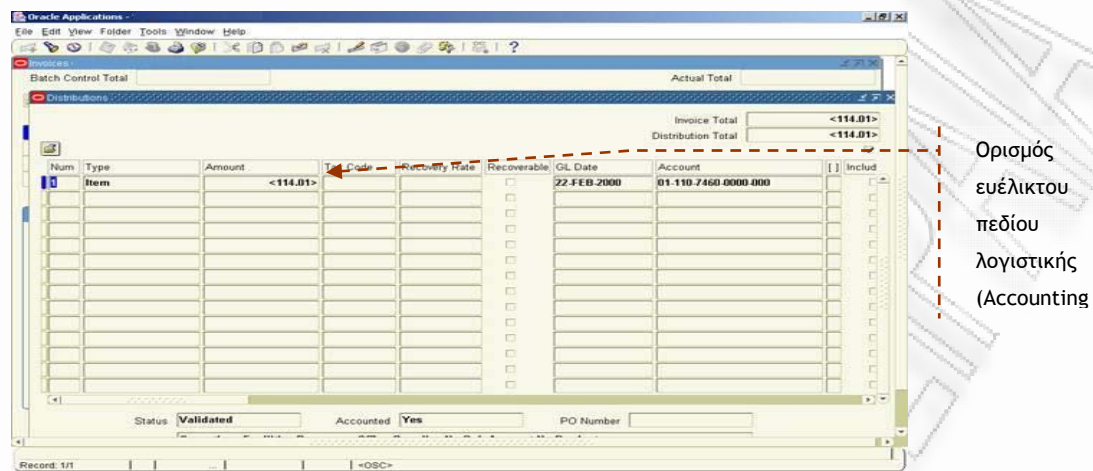 Oracle Applications -
File Edit View Folder Tools Window Help
Invoices -
Batch Control Total Actual Total
Distributions
Invoice Total <114.01>
Distribution Total <114.01>
Num Type Amount Tax Code Recovery Rate Recoverable GL Date Account [ ] Includ
1 Item <114.01> 22-FEB-2000 01-110-7460-0000-000
Status Validated Accounted Yes PO Number
Record: 1/1 ... <OSC>
Ορισμός
ευέλικτου
πεδίου
λογιστικής
(Accounting